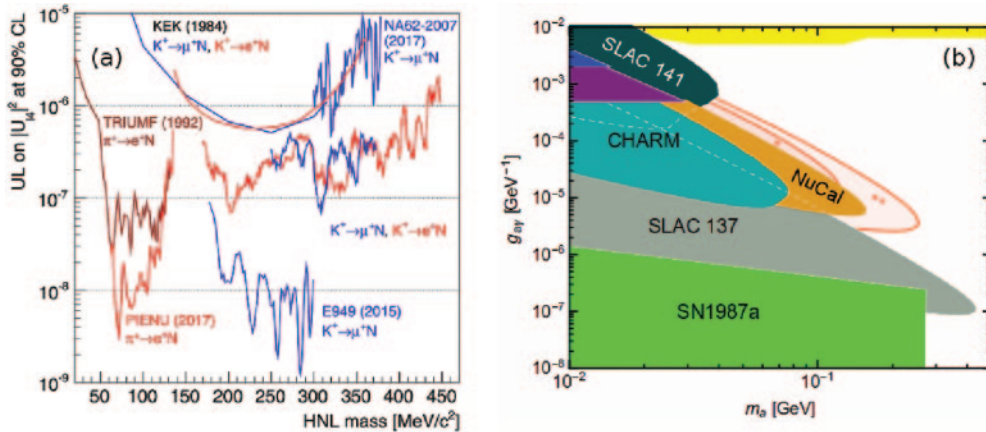 (a)
UL on |U_l4|² at 90% CL
10⁻⁵
10⁻⁶
10⁻⁷
10⁻⁸
10⁻⁹
KEK (1984)
K⁺→μ⁺N, K⁺→e⁺N
NA62-2007
(2017)
K⁺→μ⁺N
TRIUMF (1992)
π⁺→e⁺N
K⁺→μ⁺N, K⁺→e⁺N
PIENU (2017)
π⁺→e⁺N
E949 (2015)
K⁺→μ⁺N
50 100 150 200 250 300 350 400 450
HNL mass [MeV/c²]
(b)
g_aγ [GeV⁻¹]
10⁻²
10⁻³
10⁻⁴
10⁻⁵
10⁻⁶
10⁻⁷
10⁻⁸
SLAC 141
CHARM
NuCal
SLAC 137
SN1987a
10⁻² 10⁻¹
m_a [GeV]